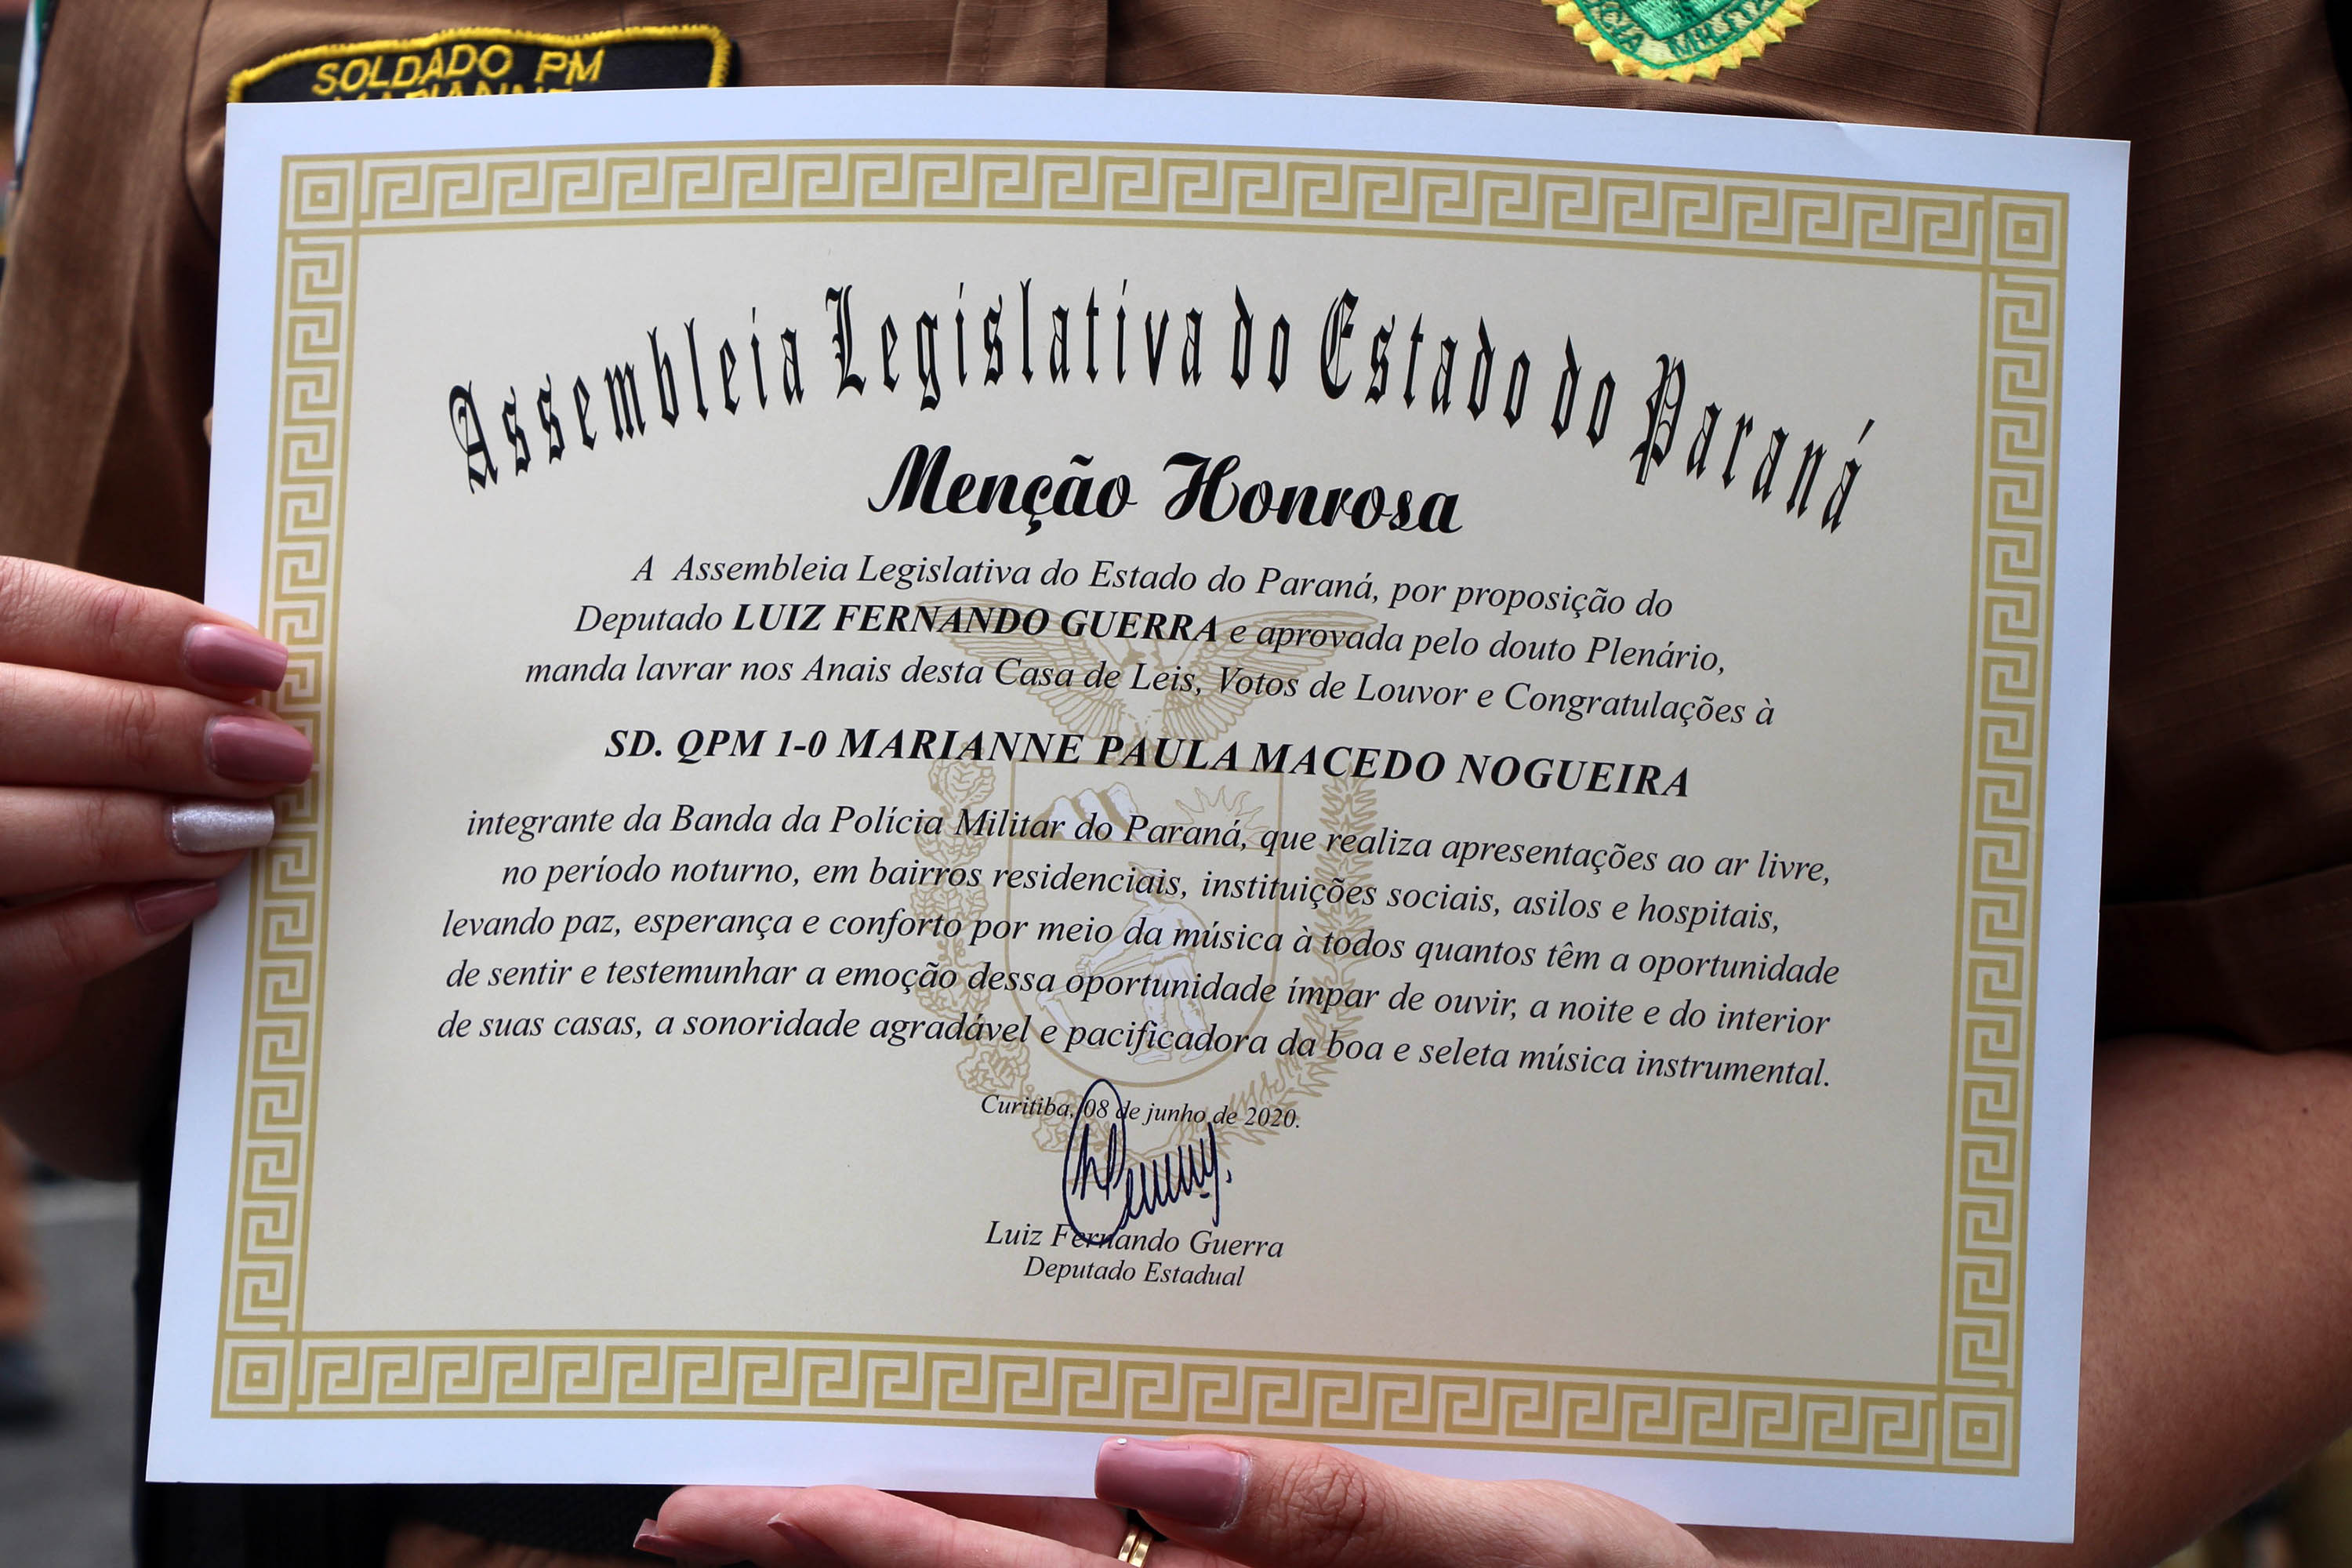 SOLDADO PM
MARIANNE
Assembleia Legislativa do Estado do Paraná
Menção Honrosa
A Assembleia Legislativa do Estado do Paraná, por proposição do
Deputado LUIZ FERNANDO GUERRA e aprovada pelo douto Plenário,
manda lavrar nos Anais desta Casa de Leis, Votos de Louvor e Congratulações à
SD. QPM 1-0 MARIANNE PAULA MACEDO NOGUEIRA
integrante da Banda da Polícia Militar do Paraná, que realiza apresentações ao ar livre,
no período noturno, em bairros residenciais, instituições sociais, asilos e hospitais,
levando paz, esperança e conforto por meio da música à todos quantos têm a oportunidade
de sentir e testemunhar a emoção dessa oportunidade ímpar de ouvir, a noite e do interior
de suas casas, a sonoridade agradável e pacificadora da boa e seleta música instrumental.
Curitiba, 08 de junho de 2020.
Luiz Fernando Guerra
Deputado Estadual